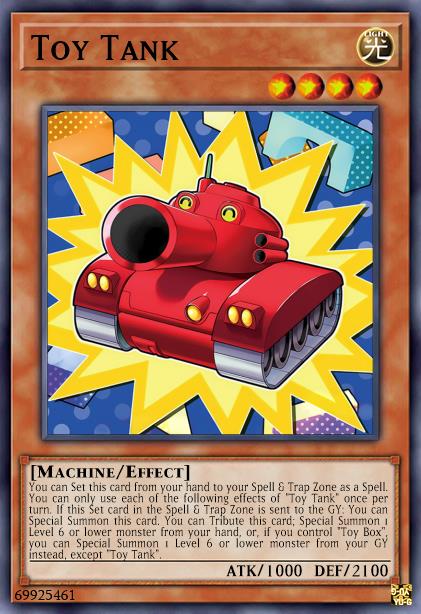 Toy Tank
LIGHT
光
[Machine/Effect]
You can Set this card from your hand to your Spell & Trap Zone as a Spell.
You can only use each of the following effects of "Toy Tank" once per
turn. If this Set card in the Spell & Trap Zone is sent to the GY: You can
Special Summon this card. You can Tribute this card; Special Summon 1
Level 6 or lower monster from your hand, or, if you control "Toy Box",
you can Special Summon 1 Level 6 or lower monster from your GY
instead, except "Toy Tank".
ATK/1000 DEF/2100
69925461